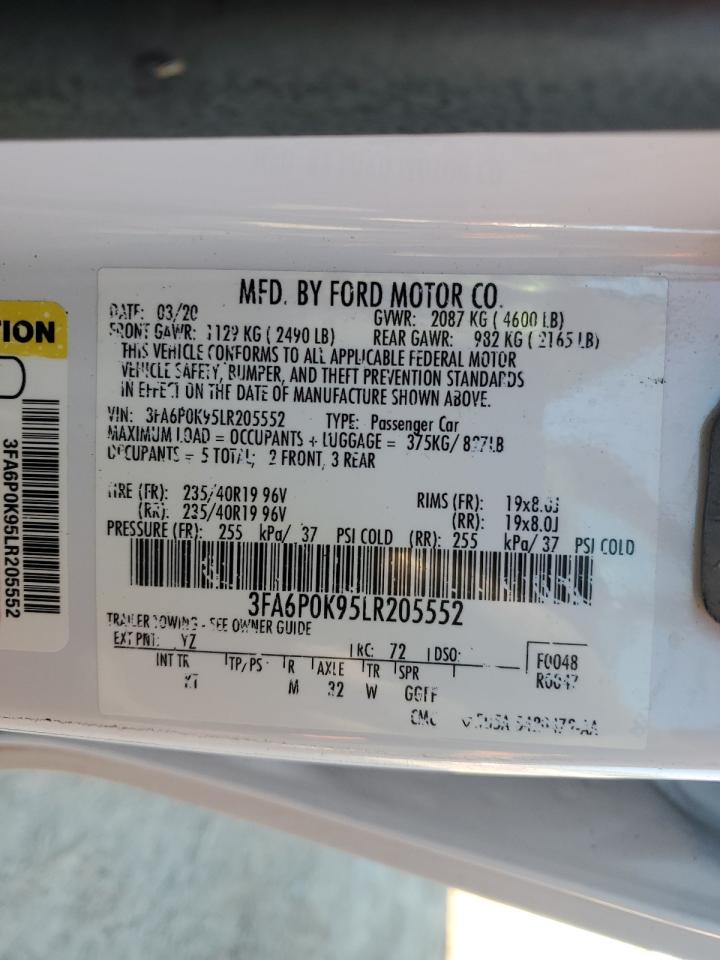 MFD. BY FORD MOTOR CO.
DATE: 03/20 GVWR: 2087 KG ( 4600 LB)
FRONT GAWR: 1129 KG ( 2490 LB) REAR GAWR: 982 KG ( 2165 LB)
THIS VEHICLE CONFORMS TO ALL APPLICABLE FEDERAL MOTOR
VEHICLE SAFETY, BUMPER, AND THEFT PREVENTION STANDARDS
IN EFFECT ON THE DATE OF MANUFACTURE SHOWN ABOVE.
VIN: 3FA6P0K95LR205552 TYPE: Passenger Car
MAXIMUM LOAD = OCCUPANTS + LUGGAGE = 375KG/827LB
OCCUPANTS = 5 TOTAL; 2 FRONT, 3 REAR
TIRE (FR): 235/40R19 96V RIMS (FR): 19x8.0J
(RR): 235/40R19 96V (RR): 19x8.0J
PRESSURE (FR): 255 kPa/ 37 PSI COLD (RR): 255 kPa/ 37 PSI COLD
3FA6P0K95LR205552
TRAILER TOWING - SEE OWNER GUIDE
EXT PNT: YZ RC: 72 DSO: F0048
INT TR TP/PS R AXLE TR SPR R0047
M 32 W GGFF
CMC
TION
3FA6P0K95LR205552